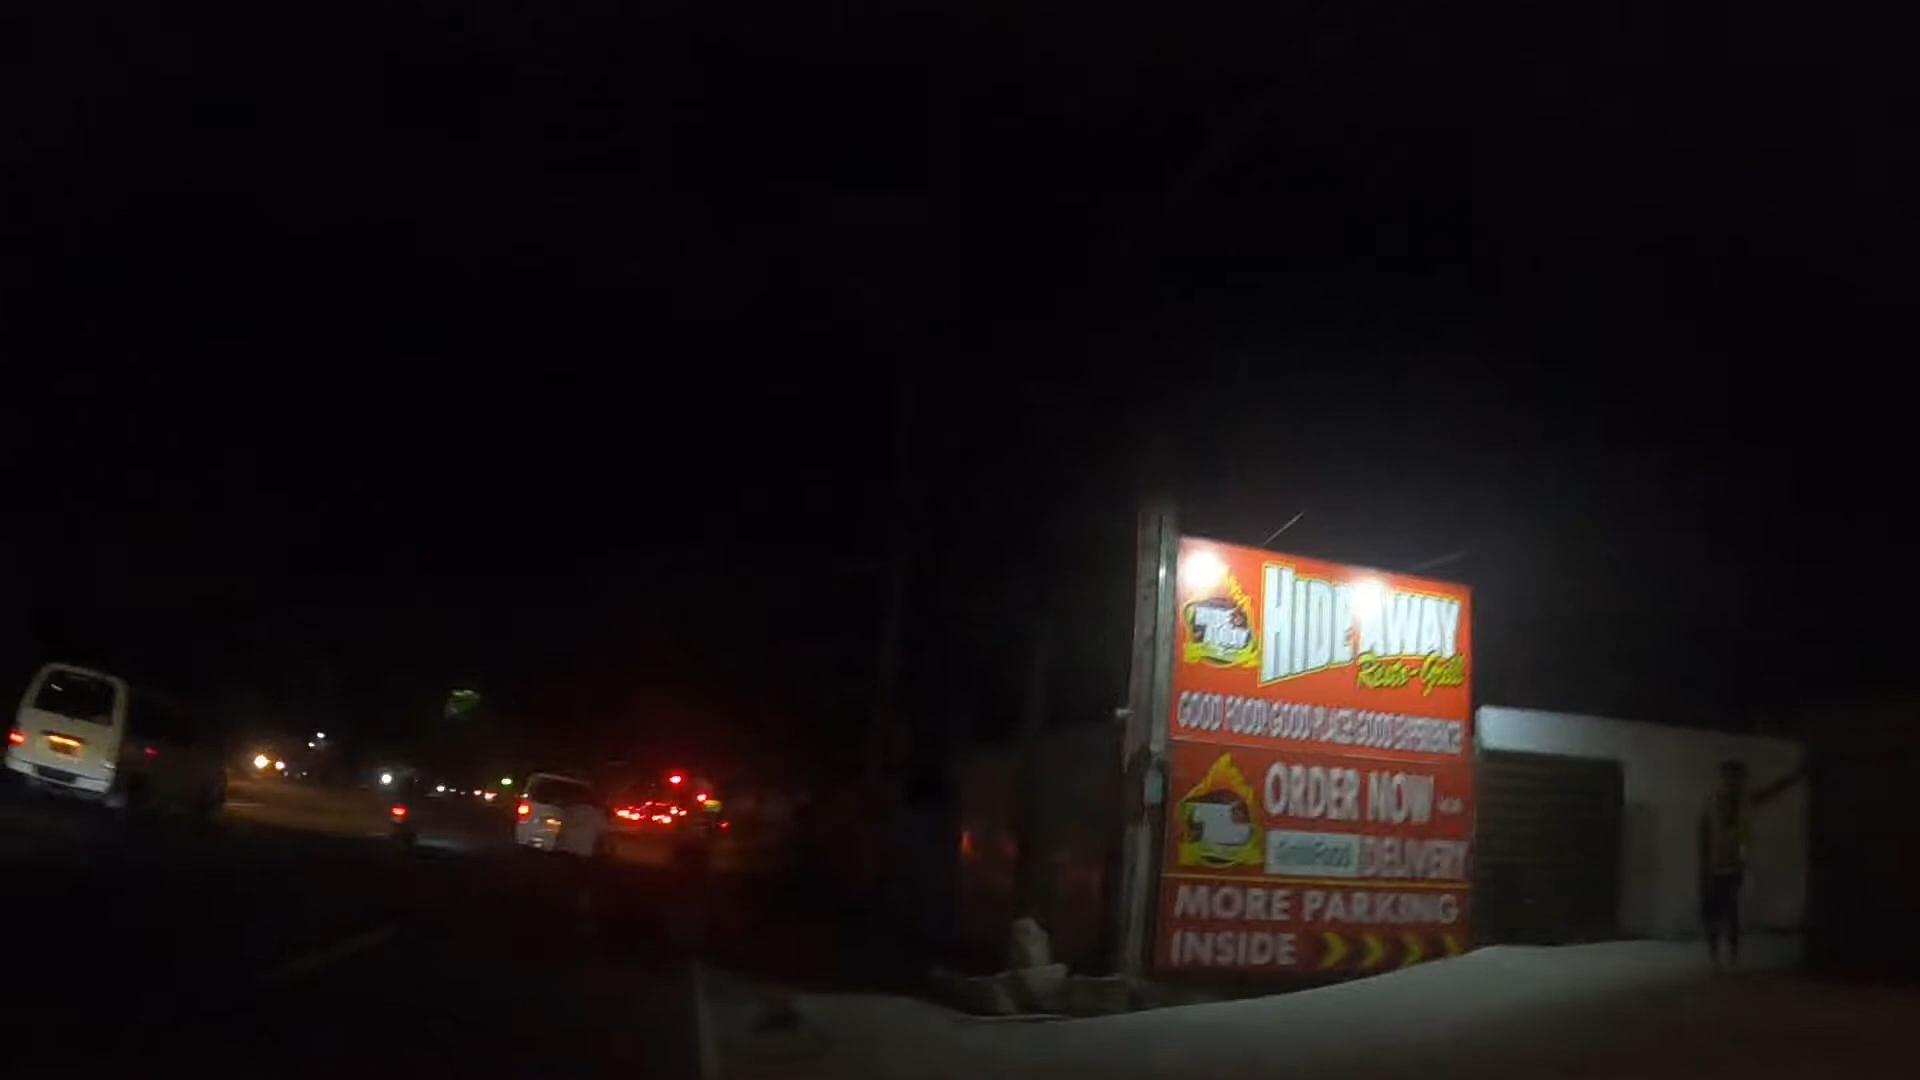 HIDE AWAY
Resto-Grill
GOOD FOOD! GOOD PLACE! GOOD EXPERIENCE
ORDER NOW
DELIVERY
MORE PARKING
INSIDE